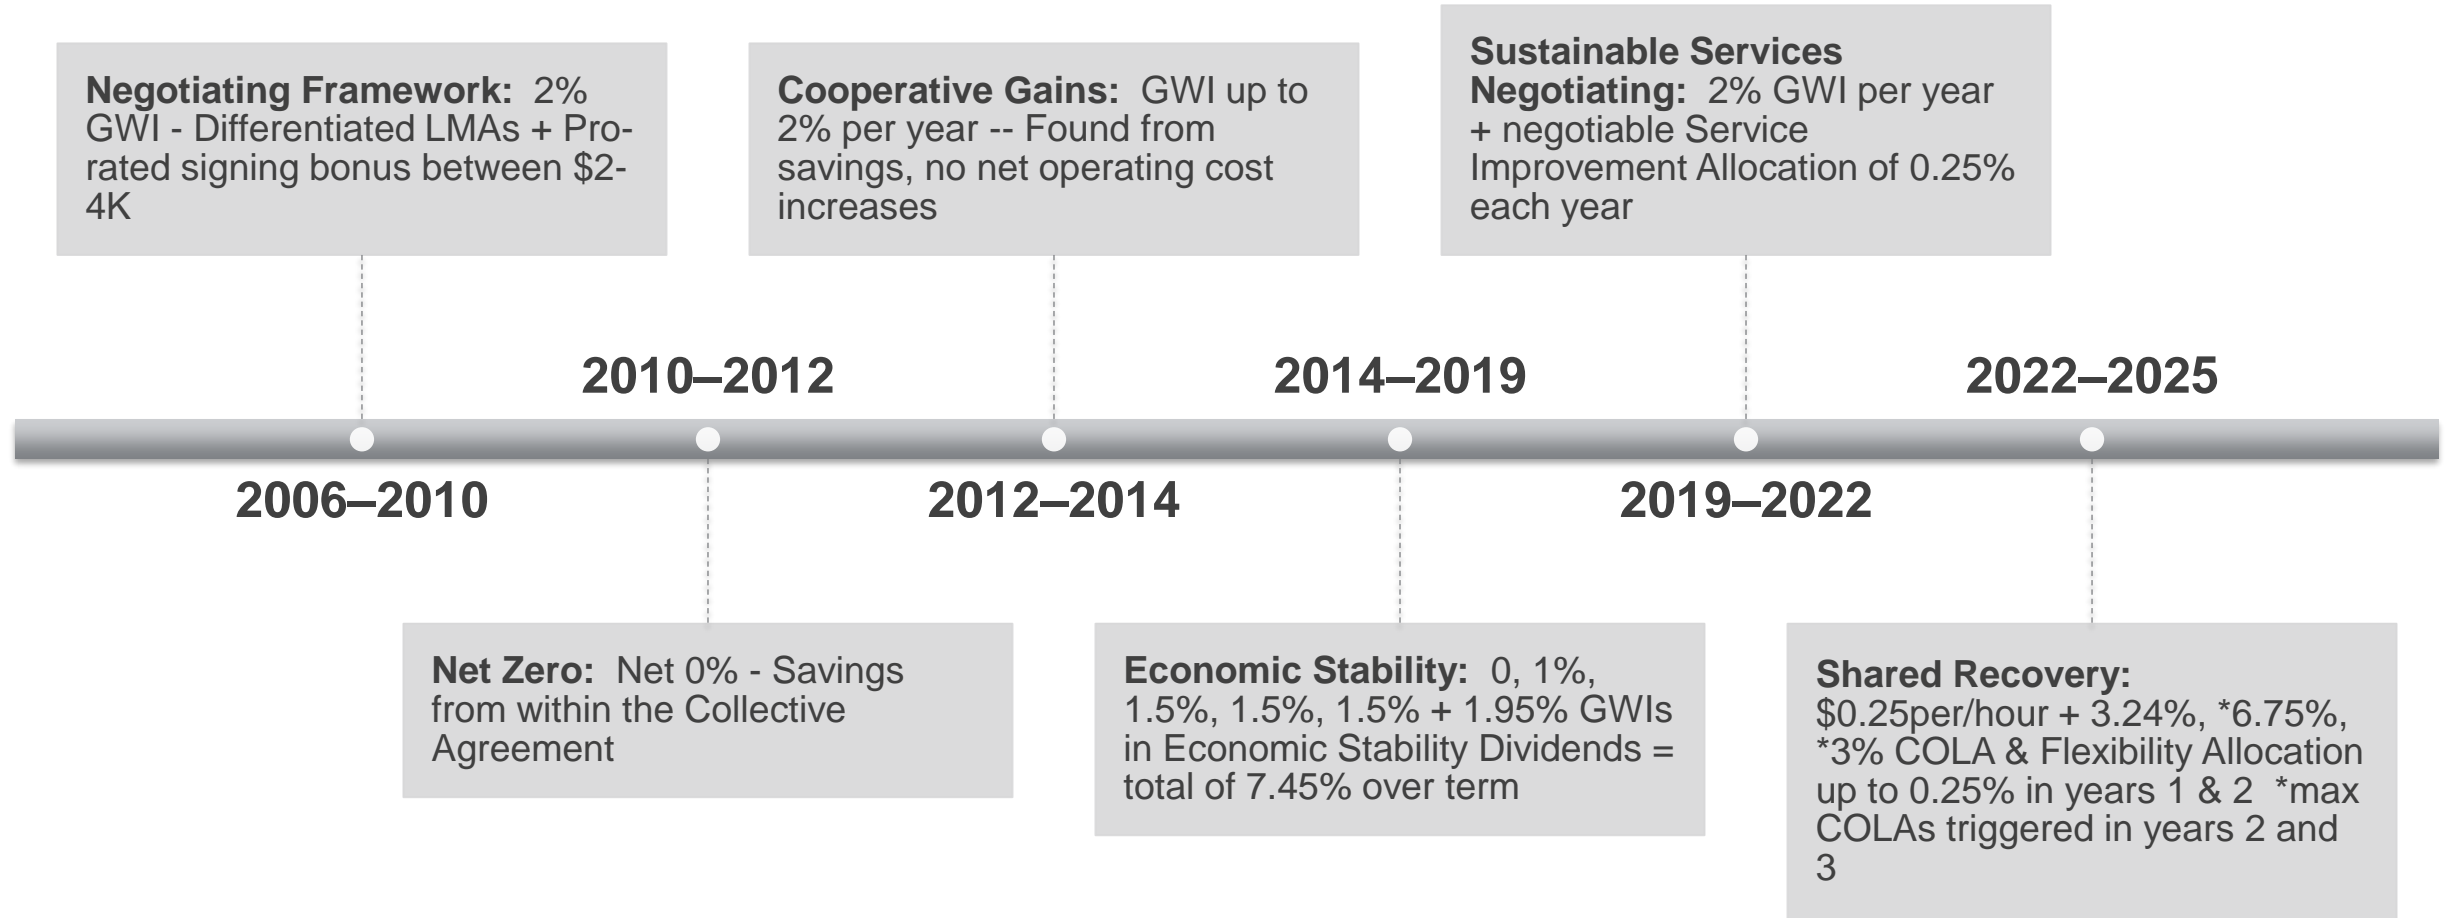 Negotiating Framework:  2%
GWI - Differentiated LMAs + Pro-
rated signing bonus between $2-
4K
Cooperative Gains:  GWI up to
2% per year -- Found from
savings, no net operating cost
increases
Sustainable Services
Negotiating:  2% GWI per year
+ negotiable Service
Improvement Allocation of 0.25%
each year
2010–2012
2014–2019
2022–2025
2006–2010
2012–2014
2019–2022
Net Zero:  Net 0% - Savings
from within the Collective
Agreement
Economic Stability:  0, 1%,
1.5%, 1.5%, 1.5% + 1.95% GWIs
in Economic Stability Dividends =
total of 7.45% over term
Shared Recovery:
$0.25per/hour + 3.24%, *6.75%,
*3% COLA & Flexibility Allocation
up to 0.25% in years 1 & 2  *max
COLAs triggered in years 2 and
3